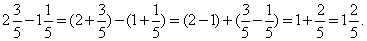 2 3/5 − 1 1/5 = (2 + 3/5) − (1 + 1/5) = (2 − 1) + (3/5 − 1/5) = 1 + 2/5 = 1 2/5.